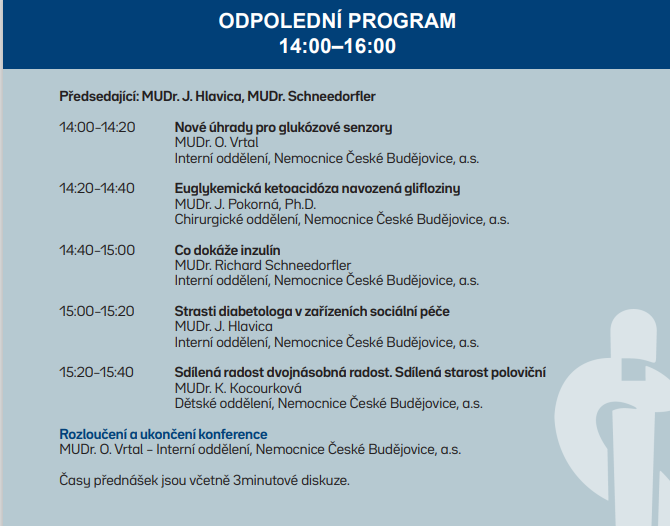 ODPOLEDNÍ PROGRAM
14:00–16:00
Předsedající: MUDr. J. Hlavica, MUDr. Schneedorfler
14:00–14:20 Nové úhrady pro glukózové senzory
MUDr. O. Vrtal
Interní oddělení, Nemocnice České Budějovice, a.s.
14:20–14:40 Euglykemická ketoacidóza navozená glifloziny
MUDr. J. Pokorná, Ph.D.
Chirurgické oddělení, Nemocnice České Budějovice, a.s.
14:40–15:00 Co dokáže inzulín
MUDr. Richard Schneedorfler
Interní oddělení, Nemocnice České Budějovice, a.s.
15:00–15:20 Strasti diabetologa v zařízeních sociální péče
MUDr. J. Hlavica
Interní oddělení, Nemocnice České Budějovice, a.s.
15:20–15:40 Sdílená radost dvojnásobná radost. Sdílená starost poloviční
MUDr. K. Kocourková
Dětské oddělení, Nemocnice České Budějovice, a.s.
Rozloučení a ukončení konference
MUDr. O. Vrtal – Interní oddělení, Nemocnice České Budějovice, a.s.
Časy přednášek jsou včetně 3minutové diskuze.